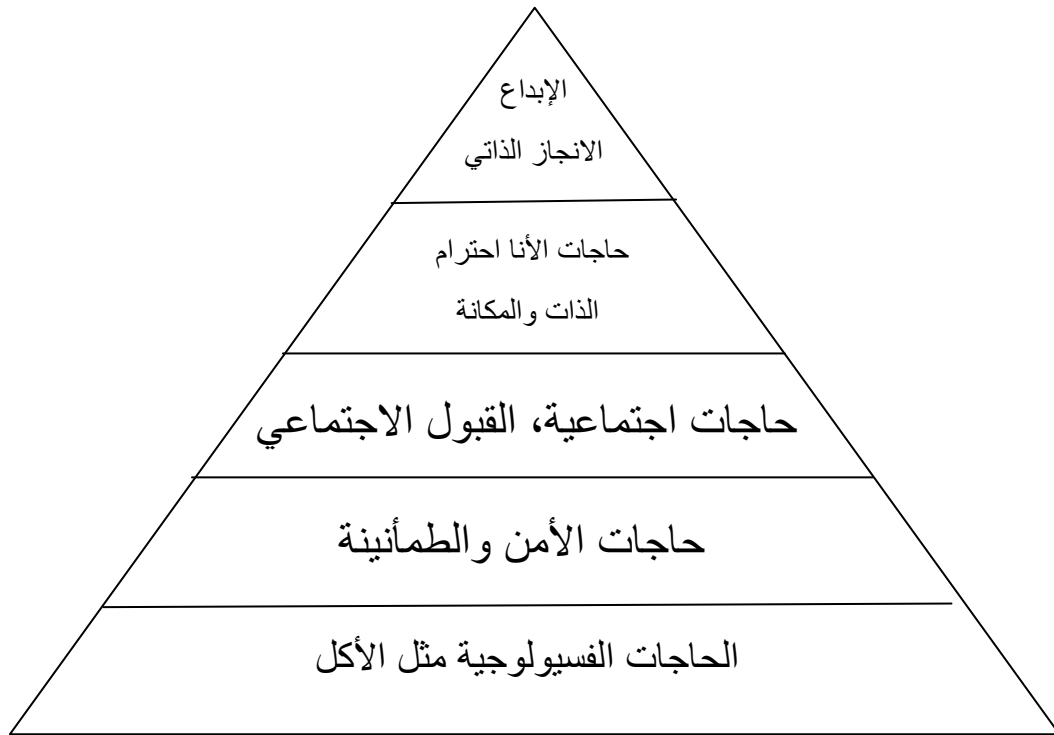 الإبداع
الانجاز الذاتي
حاجات الأنا احترام
الذات والمكانة
حاجات اجتماعية، القبول الاجتماعي
حاجات الأمن والطمأنينة
الحاجات الفسيولوجية مثل الأكل